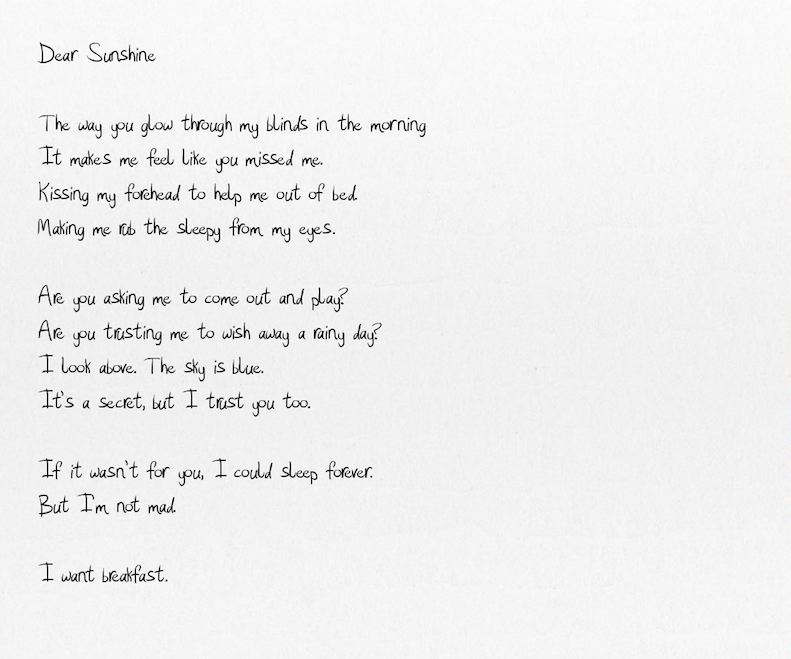 Dear Sunshine
The way you glow through my blinds in the morning
It makes me feel like you missed me.
Kissing my forehead to help me out of bed.
Making me rub the sleepy from my eyes.
Are you asking me to come out and play?
Are you trusting me to wish away a rainy day?
I look above. The sky is blue.
It's a secret, but I trust you too.
If it wasn't for you, I could sleep forever.
But I'm not mad.
I want breakfast.